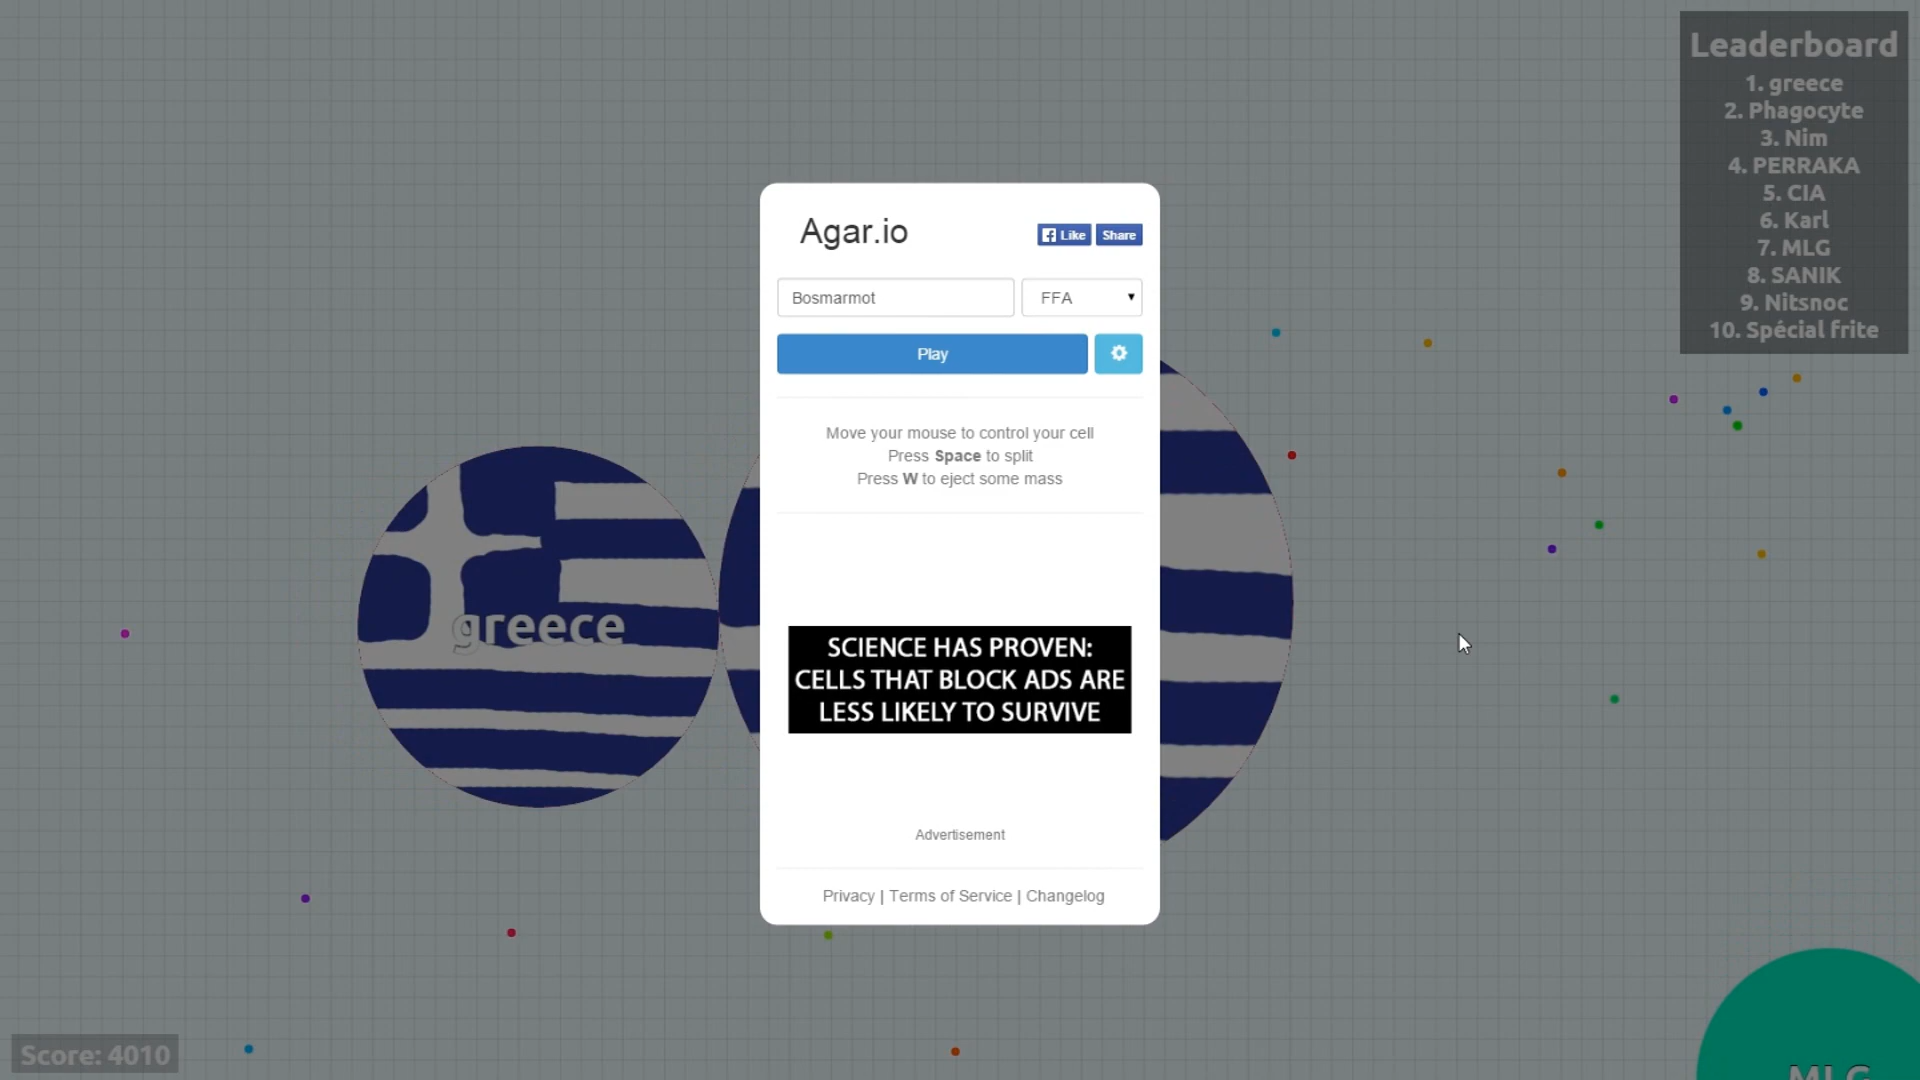 Leaderboard
1. greece
2. Phagocyte
3. Nim
4. PERRAKA
5. CIA
6. Karl
7. MLG
8. SANIK
9. Nitsnoc
10. Spécial frite
Agar.io
Like
Share
Bosmarmot
FFA
Play
Move your mouse to control your cell
Press Space to split
Press W to eject some mass
greece
SCIENCE HAS PROVEN:
CELLS THAT BLOCK ADS ARE
LESS LIKELY TO SURVIVE
Advertisement
Privacy | Terms of Service | Changelog
Score: 4010
MLG